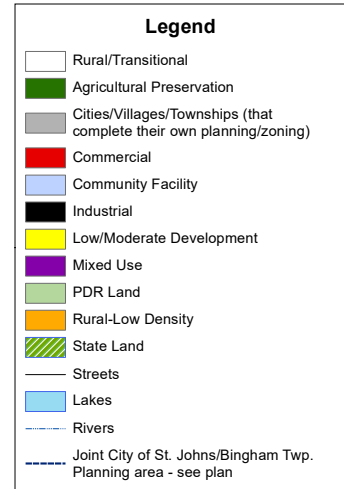 Legend
Rural/Transitional
Agricultural Preservation
Cities/Villages/Townships (that
complete their own planning/zoning)
Commercial
Community Facility
Industrial
Low/Moderate Development
Mixed Use
PDR Land
Rural-Low Density
State Land
Streets
Lakes
Rivers
Joint City of St. Johns/Bingham Twp.
Planning area - see plan